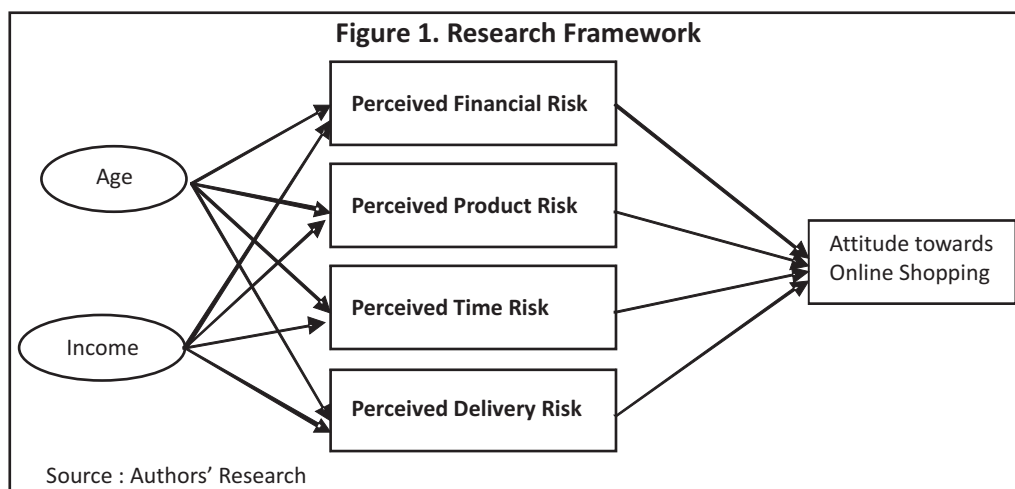 Figure 1. Research Framework
Perceived Financial Risk
Age
Perceived Product Risk
Attitude towards
Online Shopping
Perceived Time Risk
Income
Perceived Delivery Risk
Source : Authors' Research